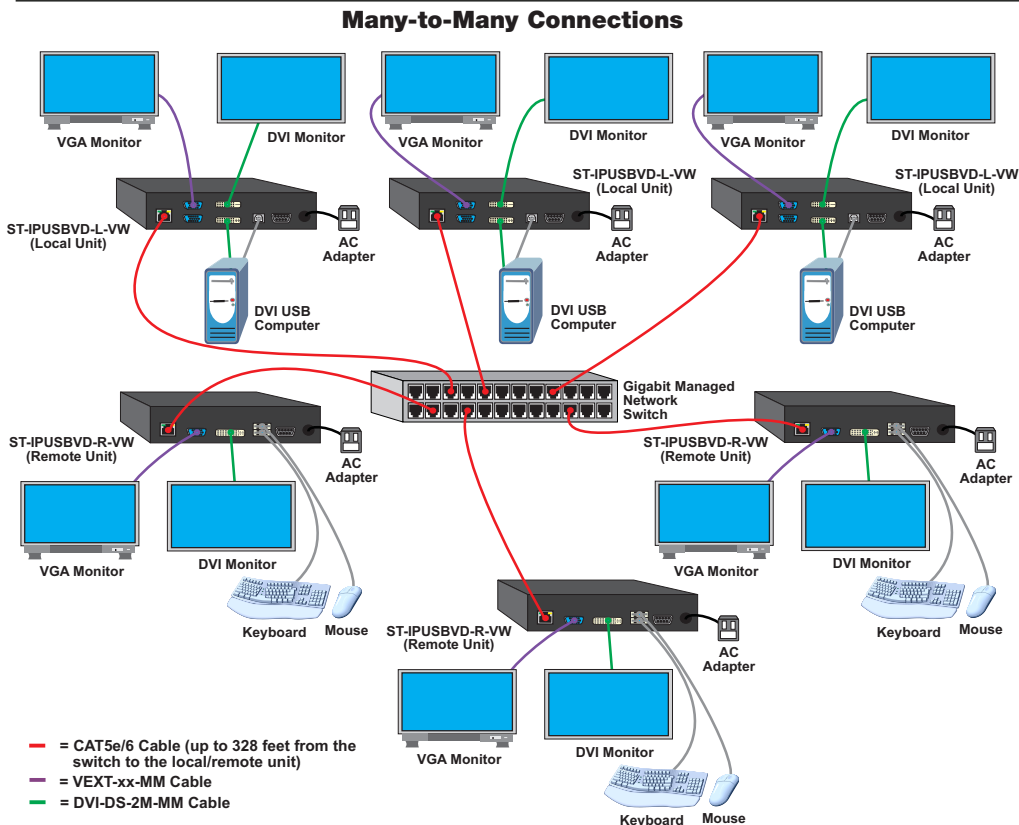 Many-to-Many Connections
VGA Monitor
DVI Monitor
VGA Monitor
DVI Monitor
VGA Monitor
DVI Monitor
ST-IPUSBVD-L-VW
(Local Unit)
AC
Adapter
ST-IPUSBVD-L-VW
(Local Unit)
AC
Adapter
ST-IPUSBVD-L-VW
(Local Unit)
AC
Adapter
DVI USB
Computer
DVI USB
Computer
DVI USB
Computer
Gigabit Managed
Network
Switch
ST-IPUSBVD-R-VW
(Remote Unit)
AC
Adapter
VGA Monitor
DVI Monitor
Keyboard
Mouse
ST-IPUSBVD-R-VW
(Remote Unit)
AC
Adapter
VGA Monitor
DVI Monitor
Keyboard
Mouse
ST-IPUSBVD-R-VW
(Remote Unit)
AC
Adapter
VGA Monitor
DVI Monitor
Keyboard
Mouse
= CAT5e/6 Cable (up to 328 feet from the
switch to the local/remote unit)
= VEXT-xx-MM Cable
= DVI-DS-2M-MM Cable